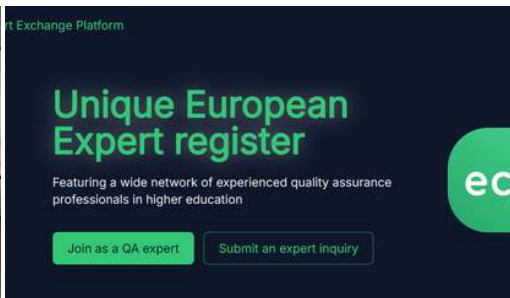 rt Exchange Platform
Unique European
Expert register
Featuring a wide network of experienced quality assurance
professionals in higher education
ec
Join as a QA expert
Submit an expert inquiry